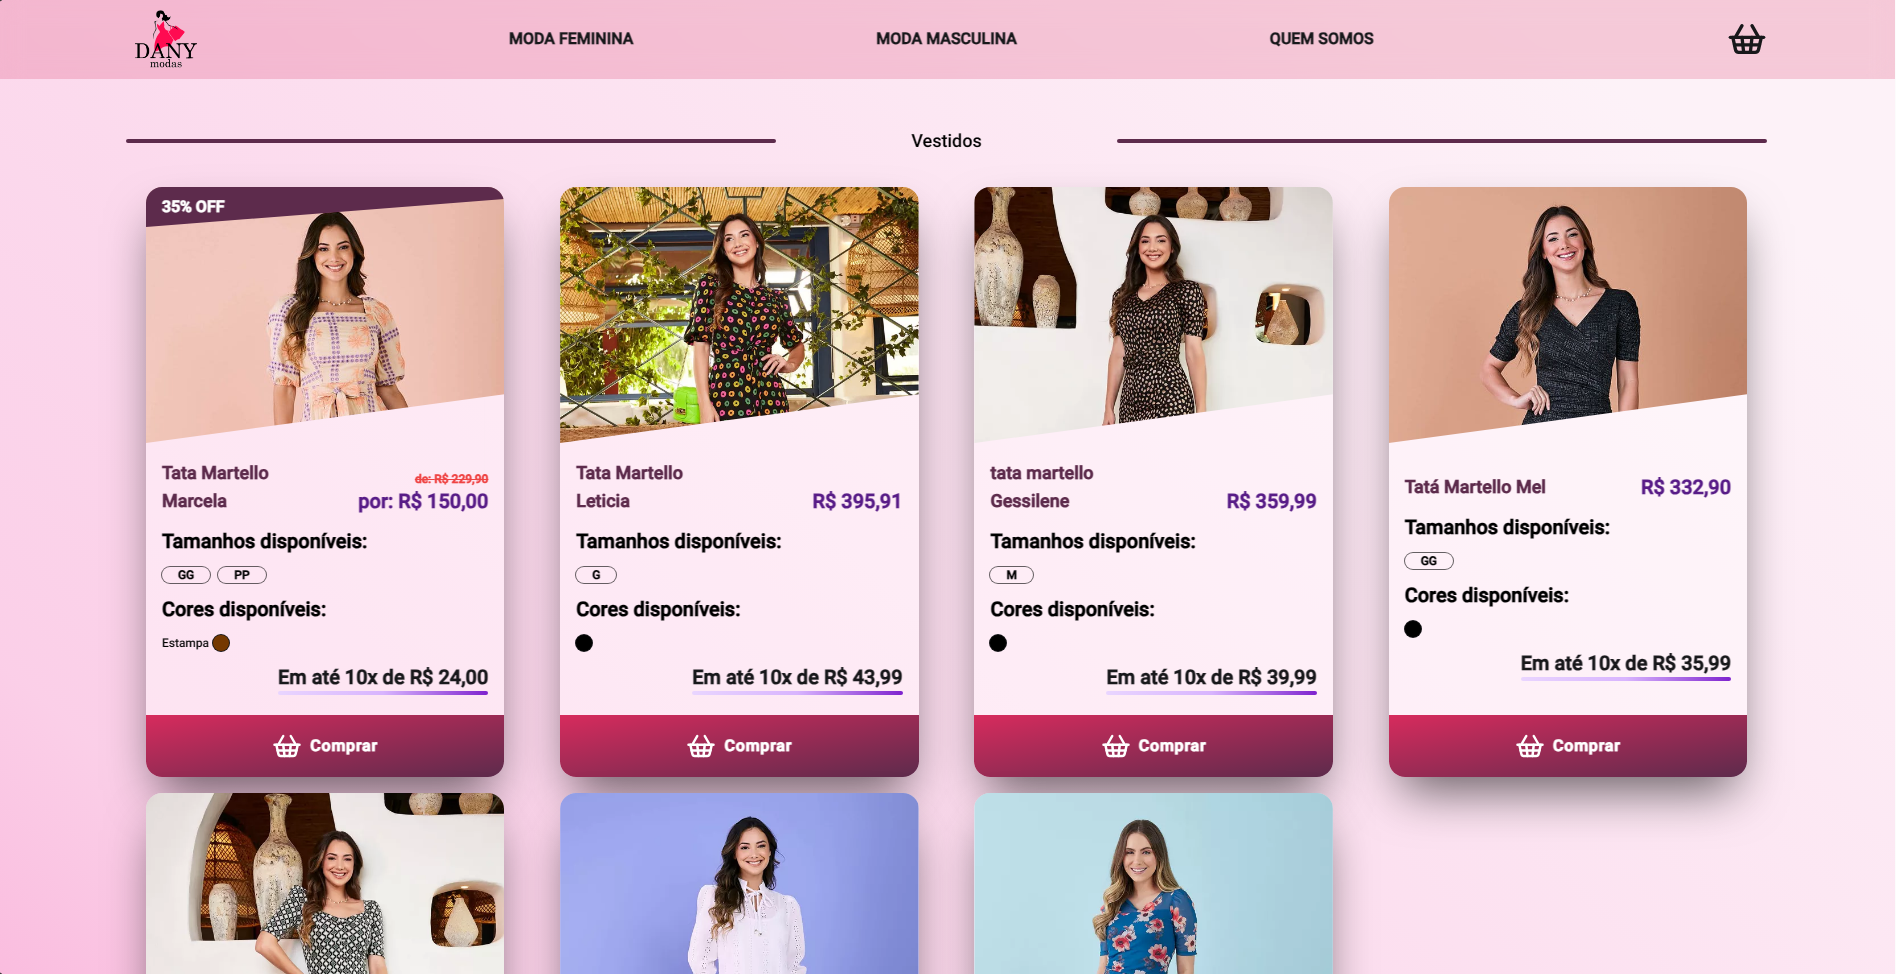 DANY
modas
MODA FEMININA
MODA MASCULINA
QUEM SOMOS
Vestidos
35% OFF
Tata Martello
Marcela
de: R$ 229,90
por: R$ 150,00
Tamanhos disponíveis:
GG PP
Cores disponíveis:
Estampa
Em até 10x de R$ 24,00
Comprar
Tata Martello
Leticia
R$ 395,91
Tamanhos disponíveis:
G
Cores disponíveis:
Em até 10x de R$ 43,99
Comprar
tata martello
Gessilene
R$ 359,99
Tamanhos disponíveis:
M
Cores disponíveis:
Em até 10x de R$ 39,99
Comprar
Tatá Martello Mel
R$ 332,90
Tamanhos disponíveis:
GG
Cores disponíveis:
Em até 10x de R$ 35,99
Comprar